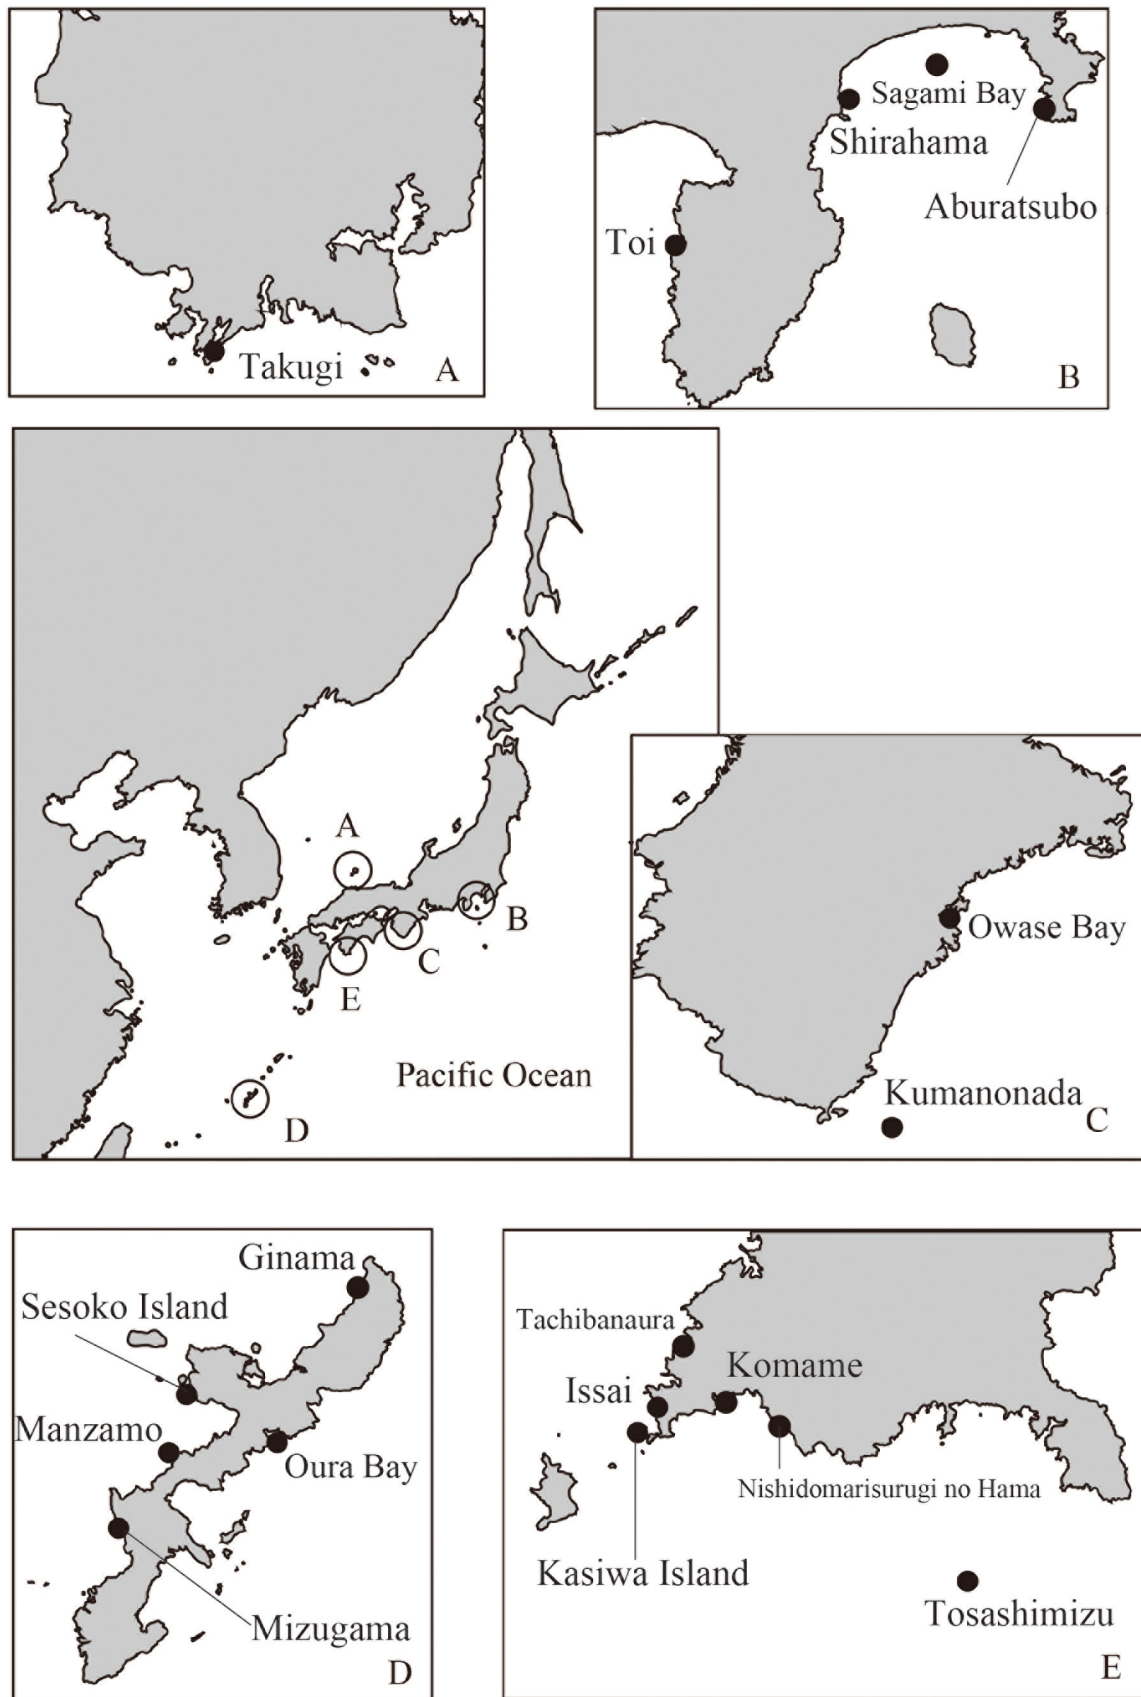 Takugi
A
Sagami Bay
Shirahama
Aburatsubo
Toi
B
A
B
C
E
D
Pacific Ocean
Owase Bay
Kumanonada
C
Ginama
Sesoko Island
Manzamo
Oura Bay
Mizugama
D
Tachibanaura
Komame
Issai
Nishidomarisurugi no Hama
Kasiwa Island
Tosashimizu
E